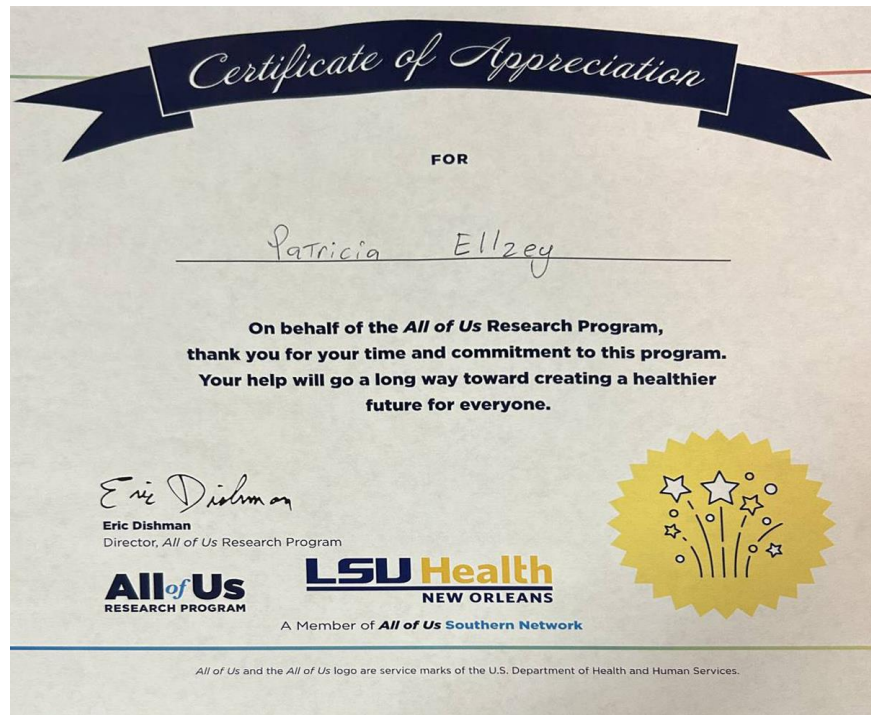 Certificate of Appreciation
FOR
Patricia Ellzey
On behalf of the All of Us Research Program,
thank you for your time and commitment to this program.
Your help will go a long way toward creating a healthier
future for everyone.
Eric Dishman
Eric Dishman
Director, All of Us Research Program
All of Us
RESEARCH PROGRAM
LSU Health
NEW ORLEANS
A Member of All of Us Southern Network
All of Us and the All of Us logo are service marks of the U.S. Department of Health and Human Services.